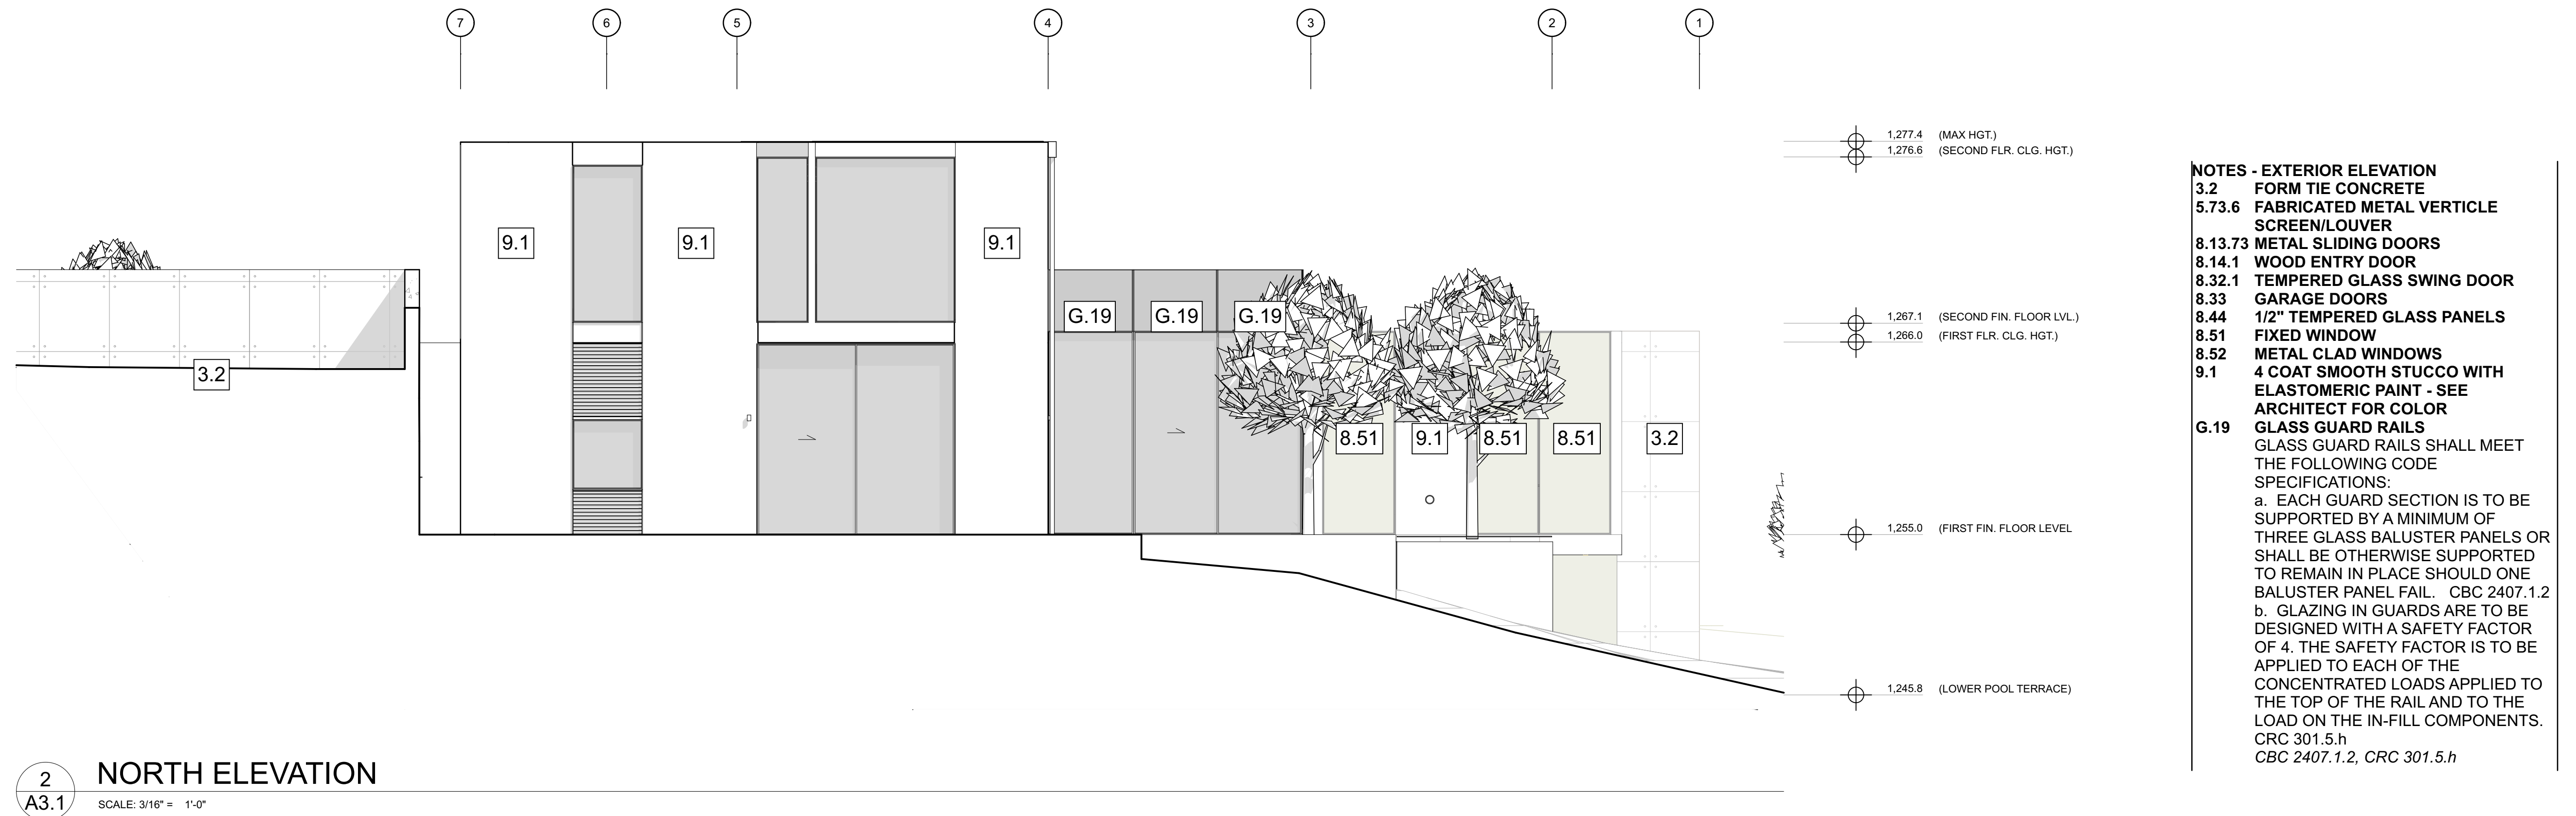 7 6 5 4 3 2 1
1,277.4 (MAX HGT.)
1,276.6 (SECOND FLR. CLG. HGT.)
9.1 9.1 9.1
G.19 G.19 G.19
1,267.1 (SECOND FIN. FLOOR LVL.)
1,266.0 (FIRST FLR. CLG. HGT.)
3.2
8.51 9.1 8.51 8.51 3.2
1,255.0 (FIRST FIN. FLOOR LEVEL
1,245.8 (LOWER POOL TERRACE)
NOTES - EXTERIOR ELEVATION
3.2 FORM TIE CONCRETE
5.73.6 FABRICATED METAL VERTICLE
SCREEN/LOUVER
8.13.73 METAL SLIDING DOORS
8.14.1 WOOD ENTRY DOOR
8.32.1 TEMPERED GLASS SWING DOOR
8.33 GARAGE DOORS
8.44 1/2" TEMPERED GLASS PANELS
8.51 FIXED WINDOW
8.52 METAL CLAD WINDOWS
9.1 4 COAT SMOOTH STUCCO WITH
ELASTOMERIC PAINT - SEE
ARCHITECT FOR COLOR
G.19 GLASS GUARD RAILS
GLASS GUARD RAILS SHALL MEET
THE FOLLOWING CODE
SPECIFICATIONS:
a. EACH GUARD SECTION IS TO BE
SUPPORTED BY A MINIMUM OF
THREE GLASS BALUSTER PANELS OR
SHALL BE OTHERWISE SUPPORTED
TO REMAIN IN PLACE SHOULD ONE
BALUSTER PANEL FAIL. CBC 2407.1.2
b. GLAZING IN GUARDS ARE TO BE
DESIGNED WITH A SAFETY FACTOR
OF 4. THE SAFETY FACTOR IS TO BE
APPLIED TO EACH OF THE
CONCENTRATED LOADS APPLIED TO
THE TOP OF THE RAIL AND TO THE
LOAD ON THE IN-FILL COMPONENTS.
CRC 301.5.h
CBC 2407.1.2, CRC 301.5.h
2
A3.1
NORTH ELEVATION
SCALE: 3/16" = 1'-0"